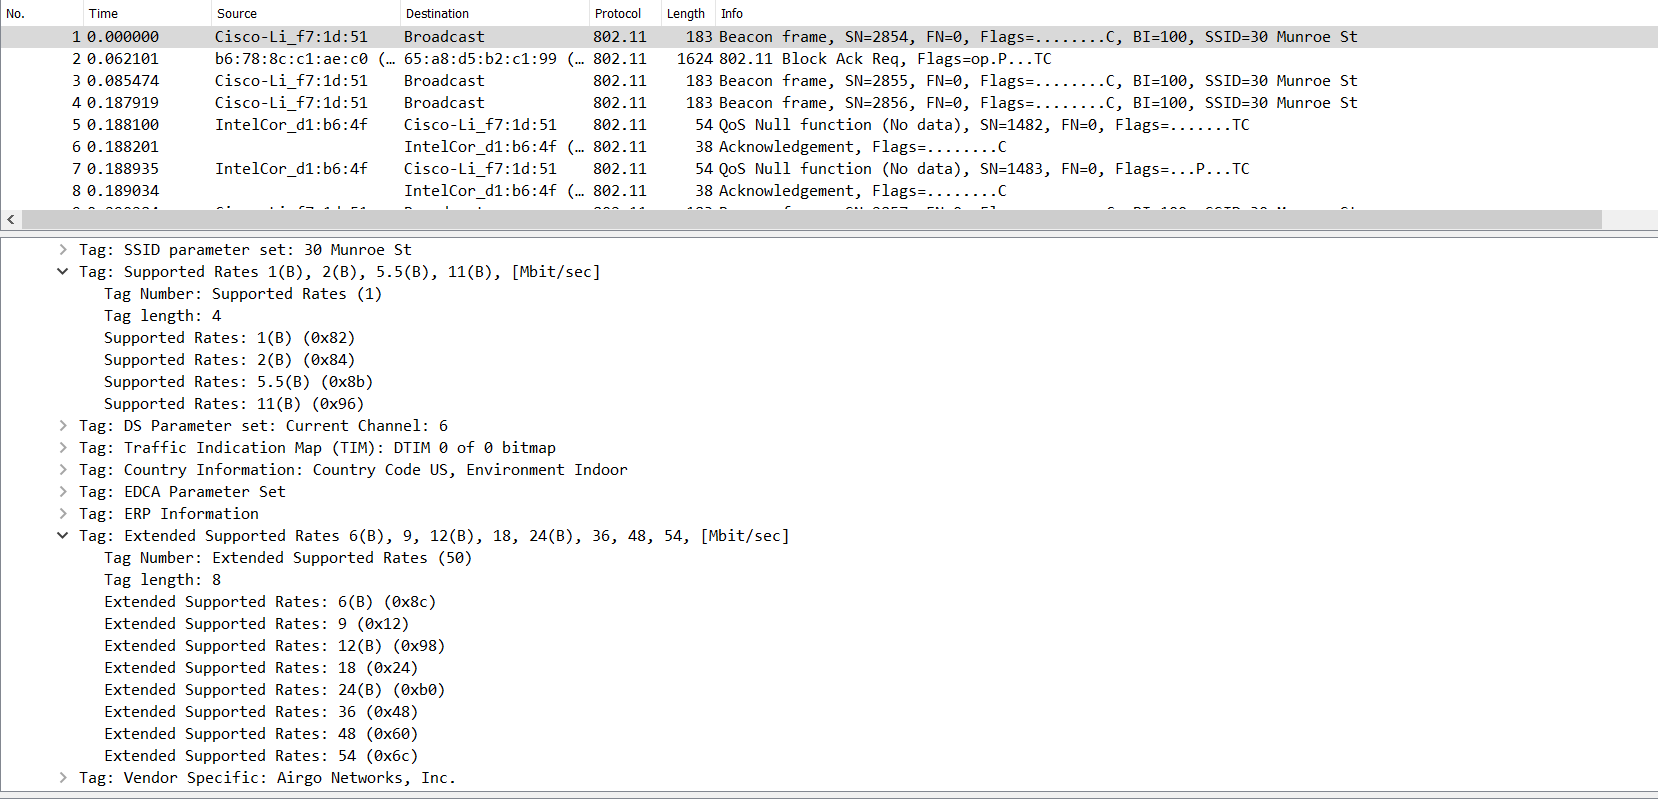 No. Time Source Destination Protocol Length Info
1 0.000000 Cisco-Li_f7:1d:51 Broadcast 802.11 183 Beacon frame, SN=2854, FN=0, Flags=........C, BI=100, SSID=30 Munroe St
2 0.062101 b6:78:8c:c1:ae:c0 (… 65:a8:d5:b2:c1:99 (… 802.11 1624 802.11 Block Ack Req, Flags=op.P...TC
3 0.085474 Cisco-Li_f7:1d:51 Broadcast 802.11 183 Beacon frame, SN=2855, FN=0, Flags=........C, BI=100, SSID=30 Munroe St
4 0.187919 Cisco-Li_f7:1d:51 Broadcast 802.11 183 Beacon frame, SN=2856, FN=0, Flags=........C, BI=100, SSID=30 Munroe St
5 0.188100 IntelCor_d1:b6:4f Cisco-Li_f7:1d:51 802.11 54 QoS Null function (No data), SN=1482, FN=0, Flags=.......TC
6 0.188201 IntelCor_d1:b6:4f (… 802.11 38 Acknowledgement, Flags=........C
7 0.188935 IntelCor_d1:b6:4f Cisco-Li_f7:1d:51 802.11 54 QoS Null function (No data), SN=1483, FN=0, Flags=...P...TC
8 0.189034 IntelCor_d1:b6:4f (… 802.11 38 Acknowledgement, Flags=........C
Tag: SSID parameter set: 30 Munroe St
Tag: Supported Rates 1(B), 2(B), 5.5(B), 11(B), [Mbit/sec]
Tag Number: Supported Rates (1)
Tag length: 4
Supported Rates: 1(B) (0x82)
Supported Rates: 2(B) (0x84)
Supported Rates: 5.5(B) (0x8b)
Supported Rates: 11(B) (0x96)
Tag: DS Parameter set: Current Channel: 6
Tag: Traffic Indication Map (TIM): DTIM 0 of 0 bitmap
Tag: Country Information: Country Code US, Environment Indoor
Tag: EDCA Parameter Set
Tag: ERP Information
Tag: Extended Supported Rates 6(B), 9, 12(B), 18, 24(B), 36, 48, 54, [Mbit/sec]
Tag Number: Extended Supported Rates (50)
Tag length: 8
Extended Supported Rates: 6(B) (0x8c)
Extended Supported Rates: 9 (0x12)
Extended Supported Rates: 12(B) (0x98)
Extended Supported Rates: 18 (0x24)
Extended Supported Rates: 24(B) (0xb0)
Extended Supported Rates: 36 (0x48)
Extended Supported Rates: 48 (0x60)
Extended Supported Rates: 54 (0x6c)
Tag: Vendor Specific: Airgo Networks, Inc.